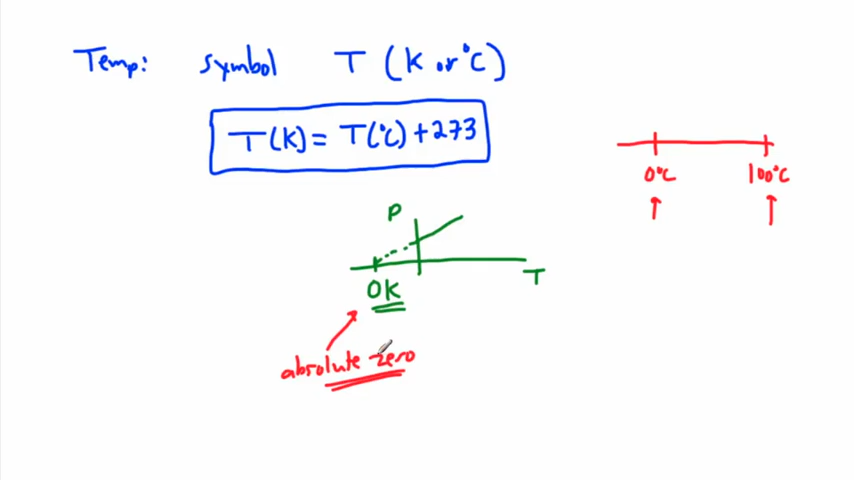 Temp: symbol T (K or °C)
T(K) = T(°C) + 273
0°C 100°C
P
T
0K
absolute zero